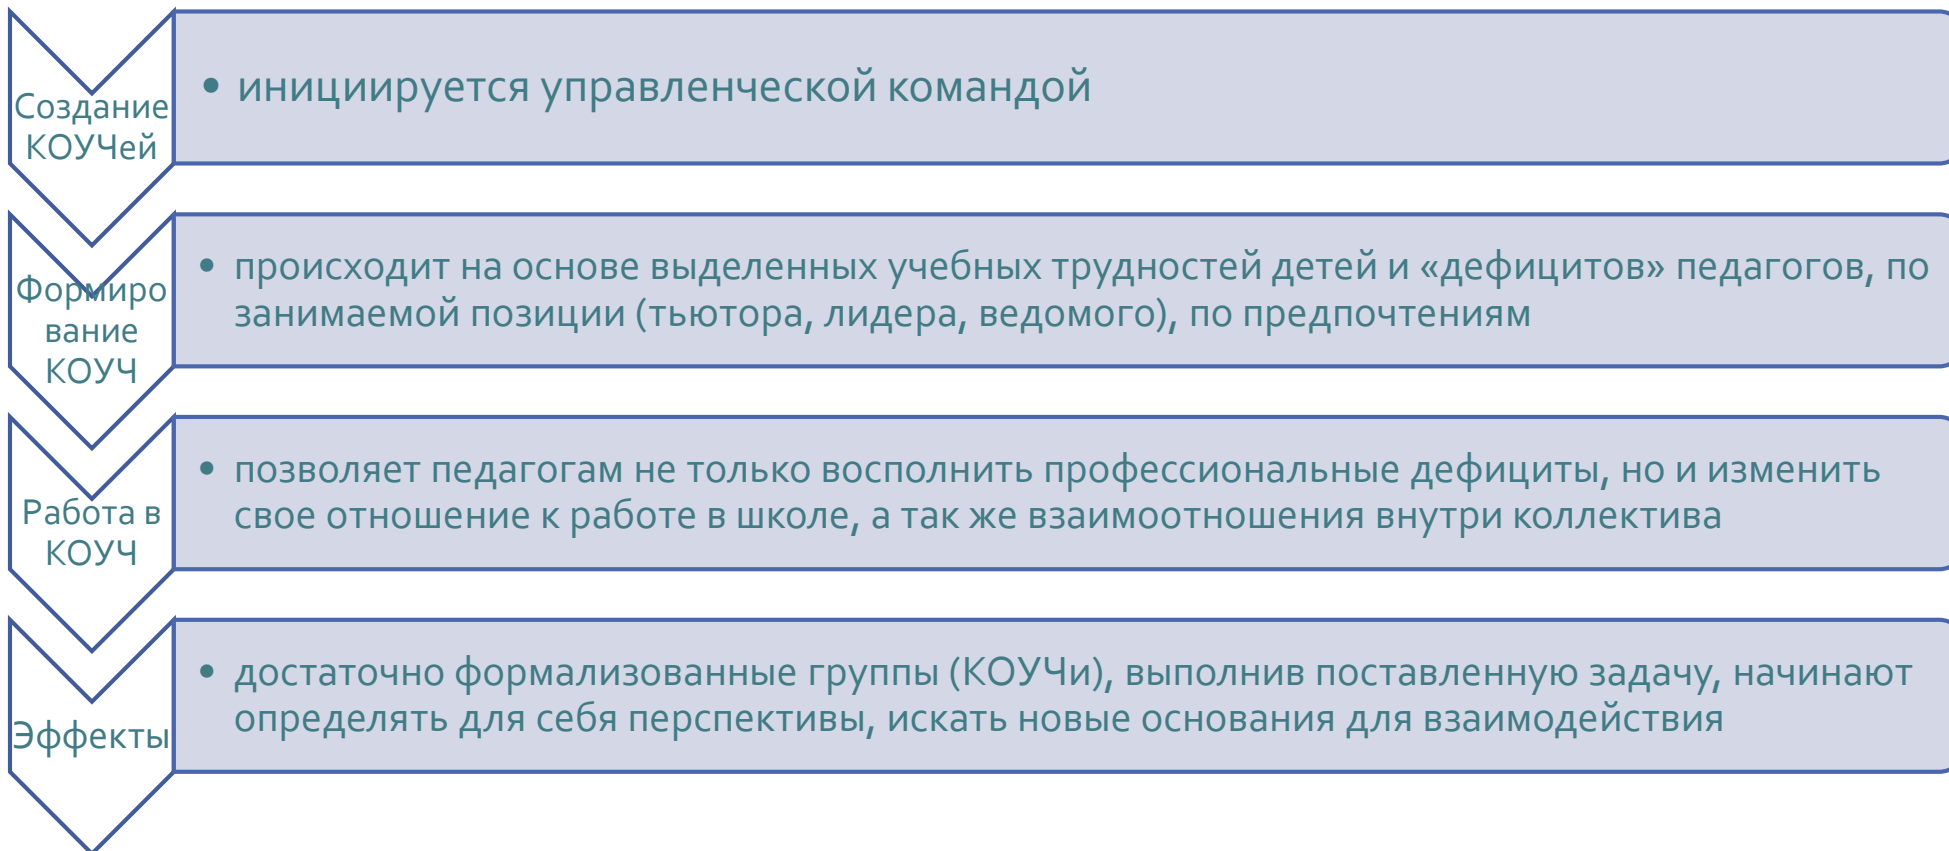 Создание
КОУЧей
• инициируется управленческой командой
Формиро
вание
КОУЧ
• происходит на основе выделенных учебных трудностей детей и «дефицитов» педагогов, по
занимаемой позиции (тьютора, лидера, ведомого), по предпочтениям
Работа в
КОУЧ
• позволяет педагогам не только восполнить профессиональные дефициты, но и изменить
свое отношение к работе в школе, а так же взаимоотношения внутри коллектива
Эффекты
• достаточно формализованные группы (КОУЧи), выполнив поставленную задачу, начинают
определять для себя перспективы, искать новые основания для взаимодействия